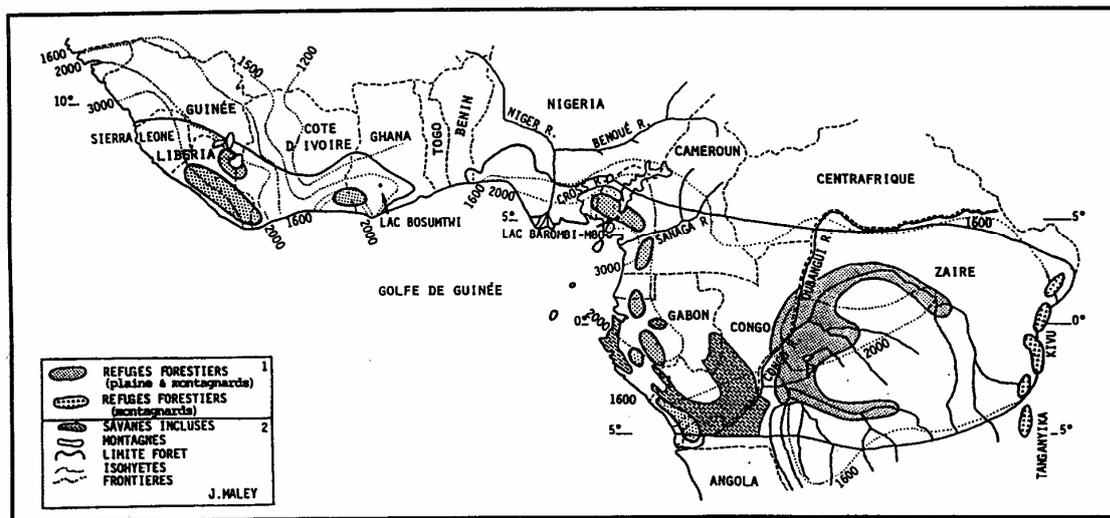 1600
2000
10°
3000
1500
1200
GUINÉE
SIERRA LEONE
LIBERIA
COTE
D'IVOIRE
GHANA
TOGO
BENIN
NIGER R.
NIGERIA
BENOUÉ R.
CAMEROUN
CENTRAFRIQUE
2000
1600
2000
LAC BOSUMTWI
1600
2000
5°
CROSS R.
LAC BAROMBI-MBO
SANAGA R.
OUBANGUI R.
1600
5°
3000
ZAIRE
GOLFE DE GUINÉE
2000
0°
GABON
CONGO
2000
0°
KIVU
1600
5°
5°
TANGANYIKA
ANGOLA
1600
REFUGES FORESTIERS 1
(plaine & montagnards)
REFUGES FORESTIERS
(montagnards)
SAVANES INCLUSES 2
MONTAGNES
LIMITE FORET
ISOHYETES
FRONTIERES
J.MALEY